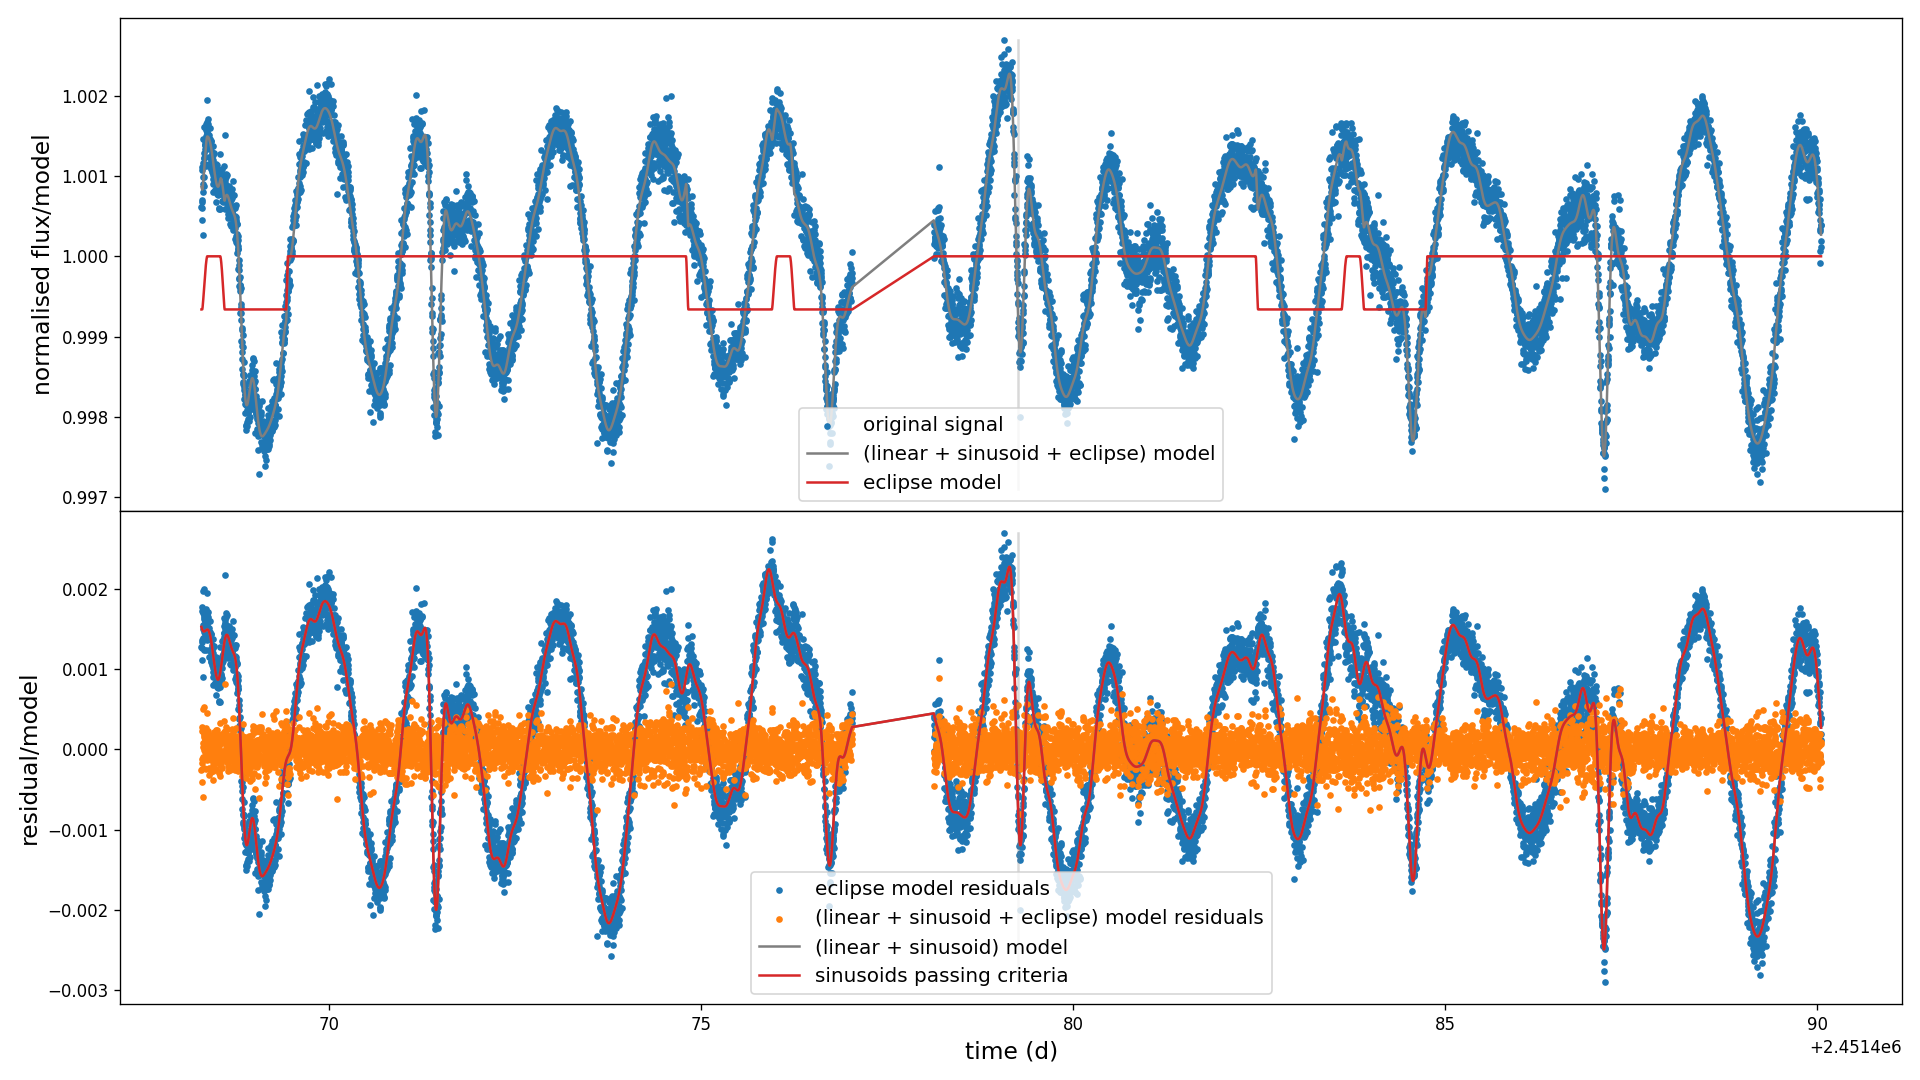 normalised flux/model
1.002
1.001
1.000
0.999
0.998
0.997
original signal
(linear + sinusoid + eclipse) model
eclipse model
residual/model
0.002
0.001
0.000
−0.001
−0.002
−0.003
eclipse model residuals
(linear + sinusoid + eclipse) model residuals
(linear + sinusoid) model
sinusoids passing criteria
70 75 80 85 90
time (d)
+2.4514e6